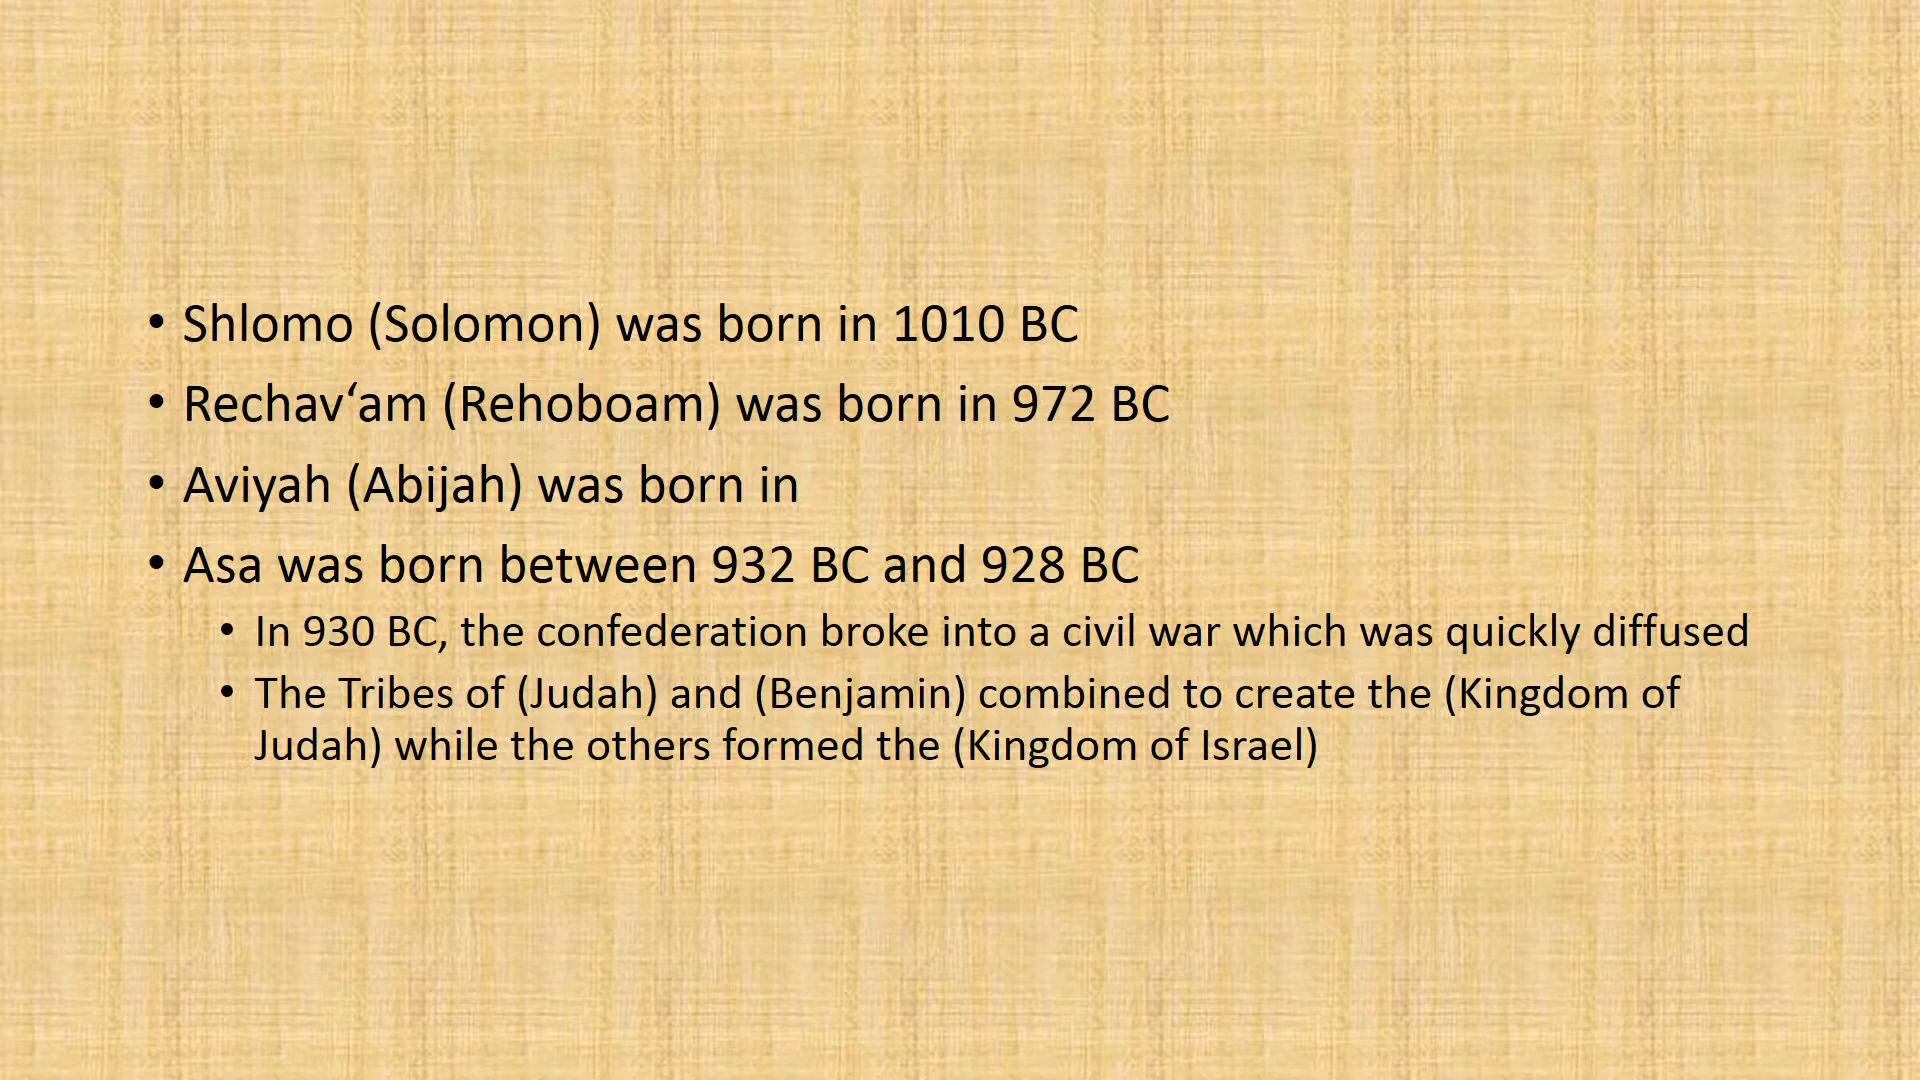 • Shlomo (Solomon) was born in 1010 BC
• Rechav‘am (Rehoboam) was born in 972 BC
• Aviyah (Abijah) was born in
• Asa was born between 932 BC and 928 BC
• In 930 BC, the confederation broke into a civil war which was quickly diffused
• The Tribes of (Judah) and (Benjamin) combined to create the (Kingdom of
Judah) while the others formed the (Kingdom of Israel)